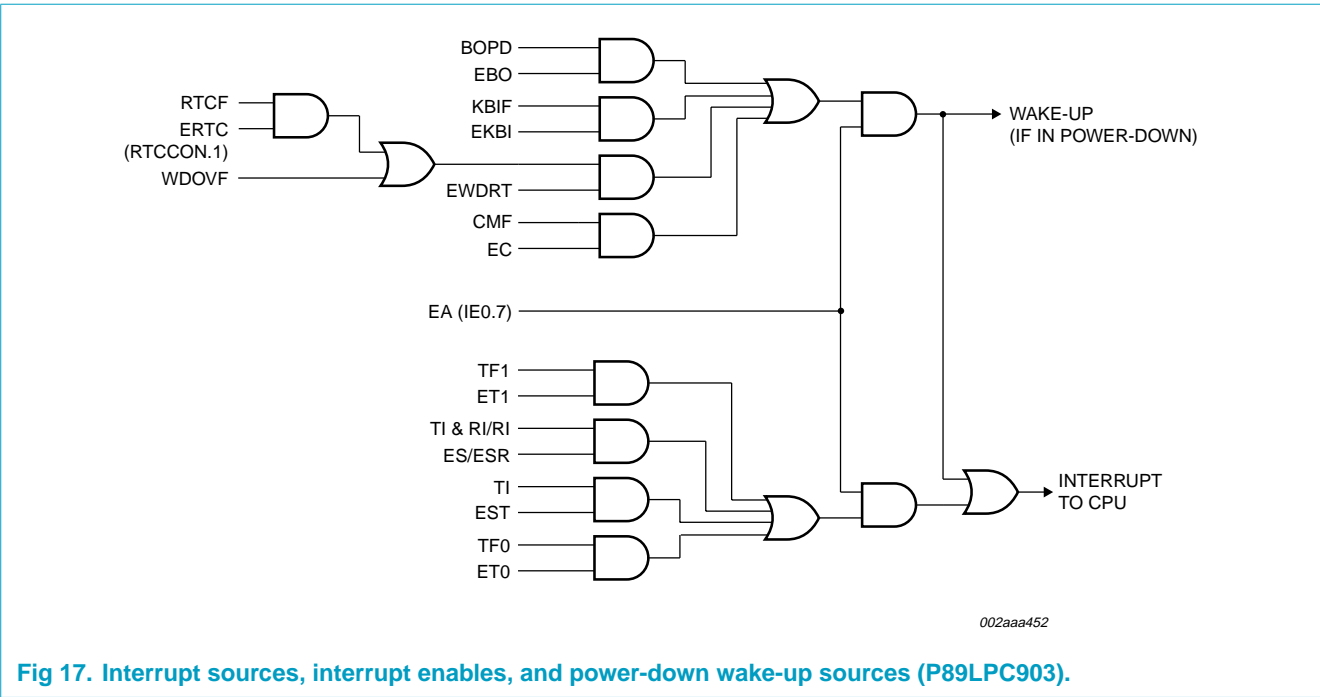 BOPD
EBO
RTCF
ERTC
(RTCCON.1)
WDOVF
KBIF
EKBI
EWDRT
CMF
EC
WAKE-UP
(IF IN POWER-DOWN)
EA (IE0.7)
TF1
ET1
TI & RI/RI
ES/ESR
TI
EST
TF0
ET0
INTERRUPT
TO CPU
002aaa452
Fig 17. Interrupt sources, interrupt enables, and power-down wake-up sources (P89LPC903).